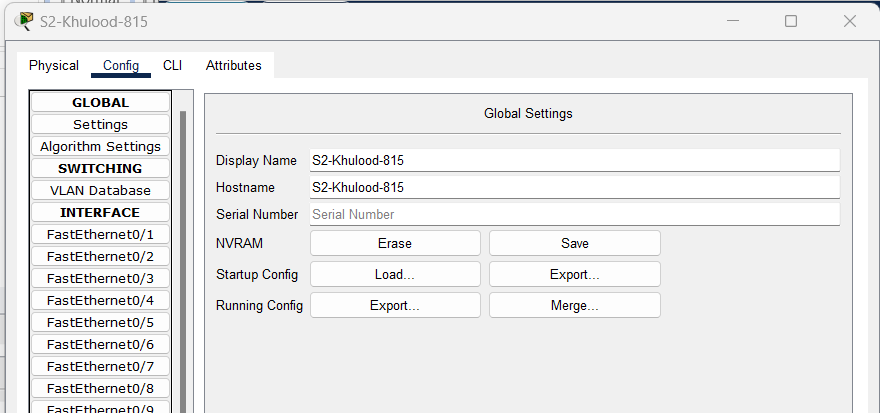 S2-Khulood-815
Physical Config CLI Attributes
GLOBAL
Settings
Algorithm Settings
SWITCHING
VLAN Database
INTERFACE
FastEthernet0/1
FastEthernet0/2
FastEthernet0/3
FastEthernet0/4
FastEthernet0/5
FastEthernet0/6
FastEthernet0/7
FastEthernet0/8
FastEthernet0/9
Global Settings
Display Name S2-Khulood-815
Hostname S2-Khulood-815
Serial Number Serial Number
NVRAM Erase Save
Startup Config Load... Export...
Running Config Export... Merge...